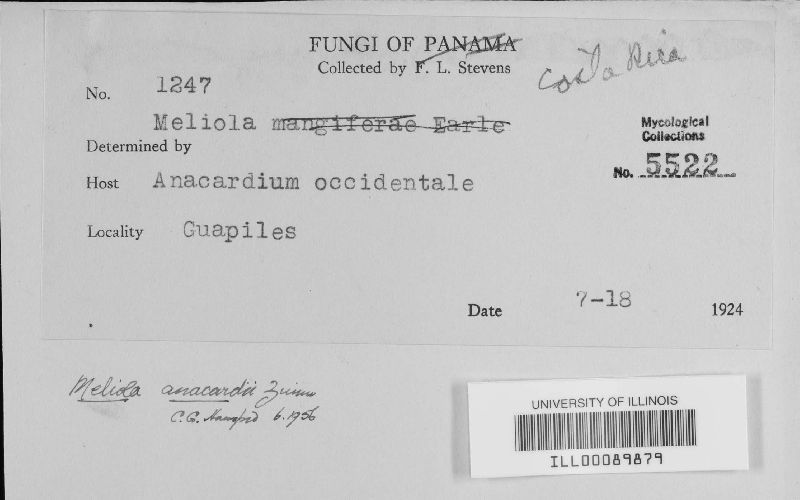 FUNGI OF PANAMA Costa Rica
Collected by F. L. Stevens
No. 1247
Meliola mangiferae Earle
Mycological
Collections
No. 5522
Determined by
Host Anacardium occidentale
Locality Guapiles
Date 7-18 1924
Meliola anacardii Zimm
C.G. Hansford 6.1956
UNIVERSITY OF ILLINOIS
ILL00089879